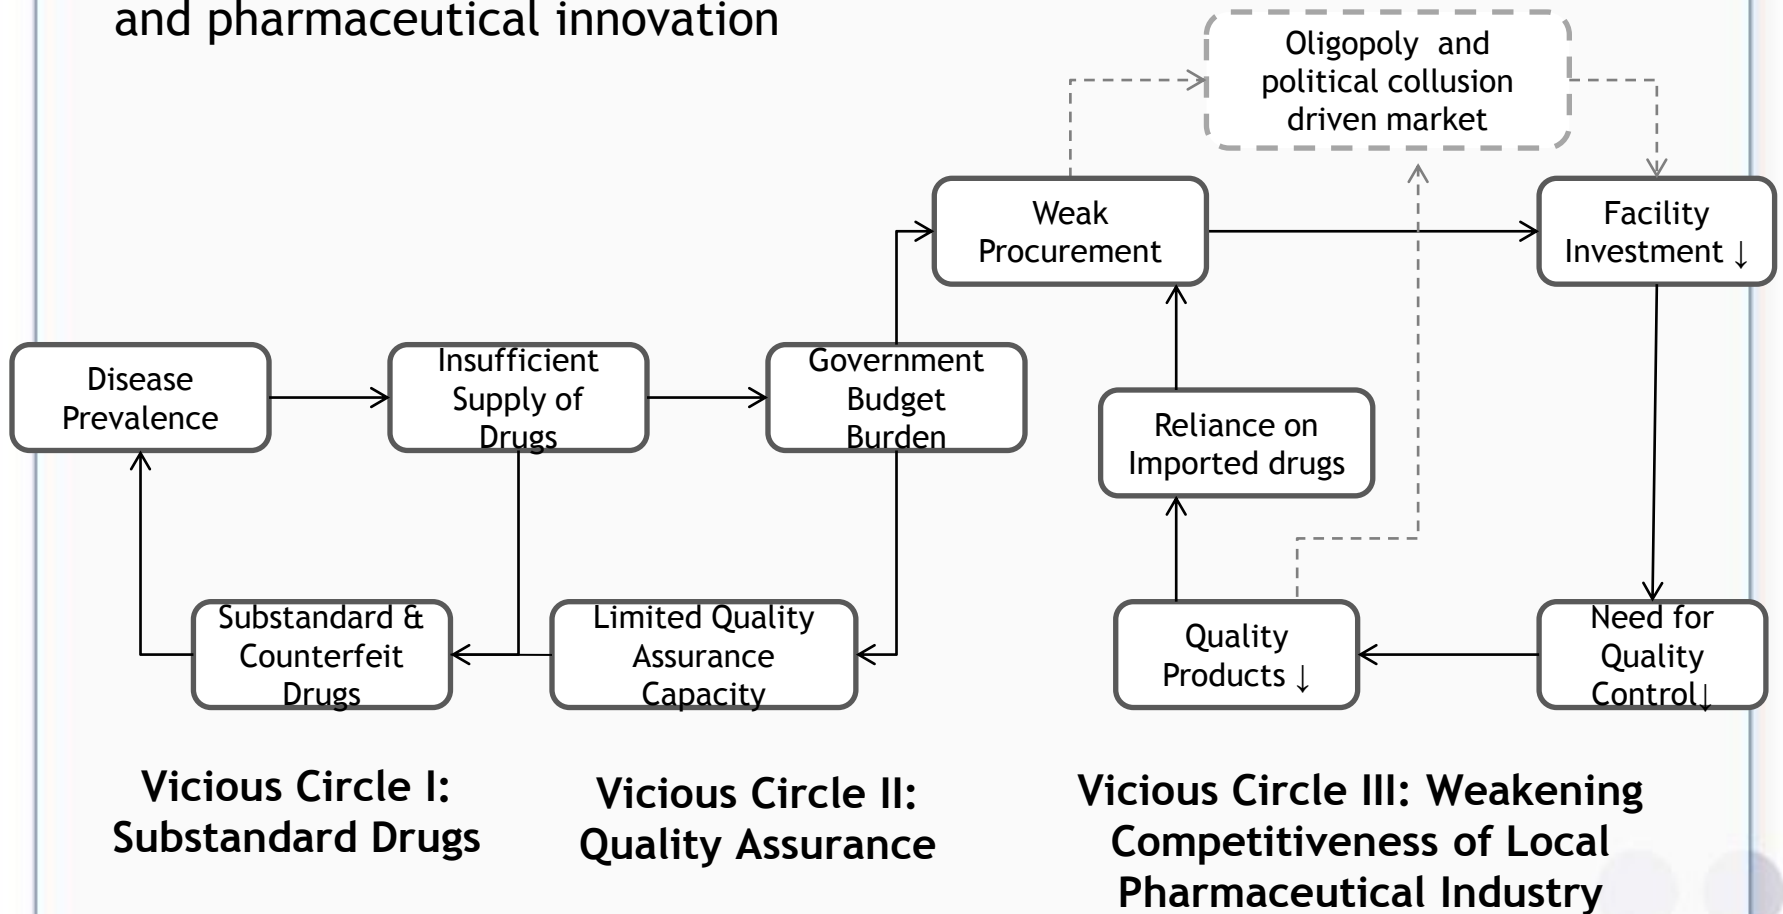 and pharmaceutical innovation
Oligopoly and
political collusion
driven market
Weak
Procurement
Facility
Investment ↓
Disease
Prevalence
Insufficient
Supply of
Drugs
Government
Budget
Burden
Reliance on
Imported drugs
Substandard &
Counterfeit
Drugs
Limited Quality
Assurance
Capacity
Quality
Products ↓
Need for
Quality
Control↓
Vicious Circle I:
Substandard Drugs
Vicious Circle II:
Quality Assurance
Vicious Circle III: Weakening
Competitiveness of Local
Pharmaceutical Industry